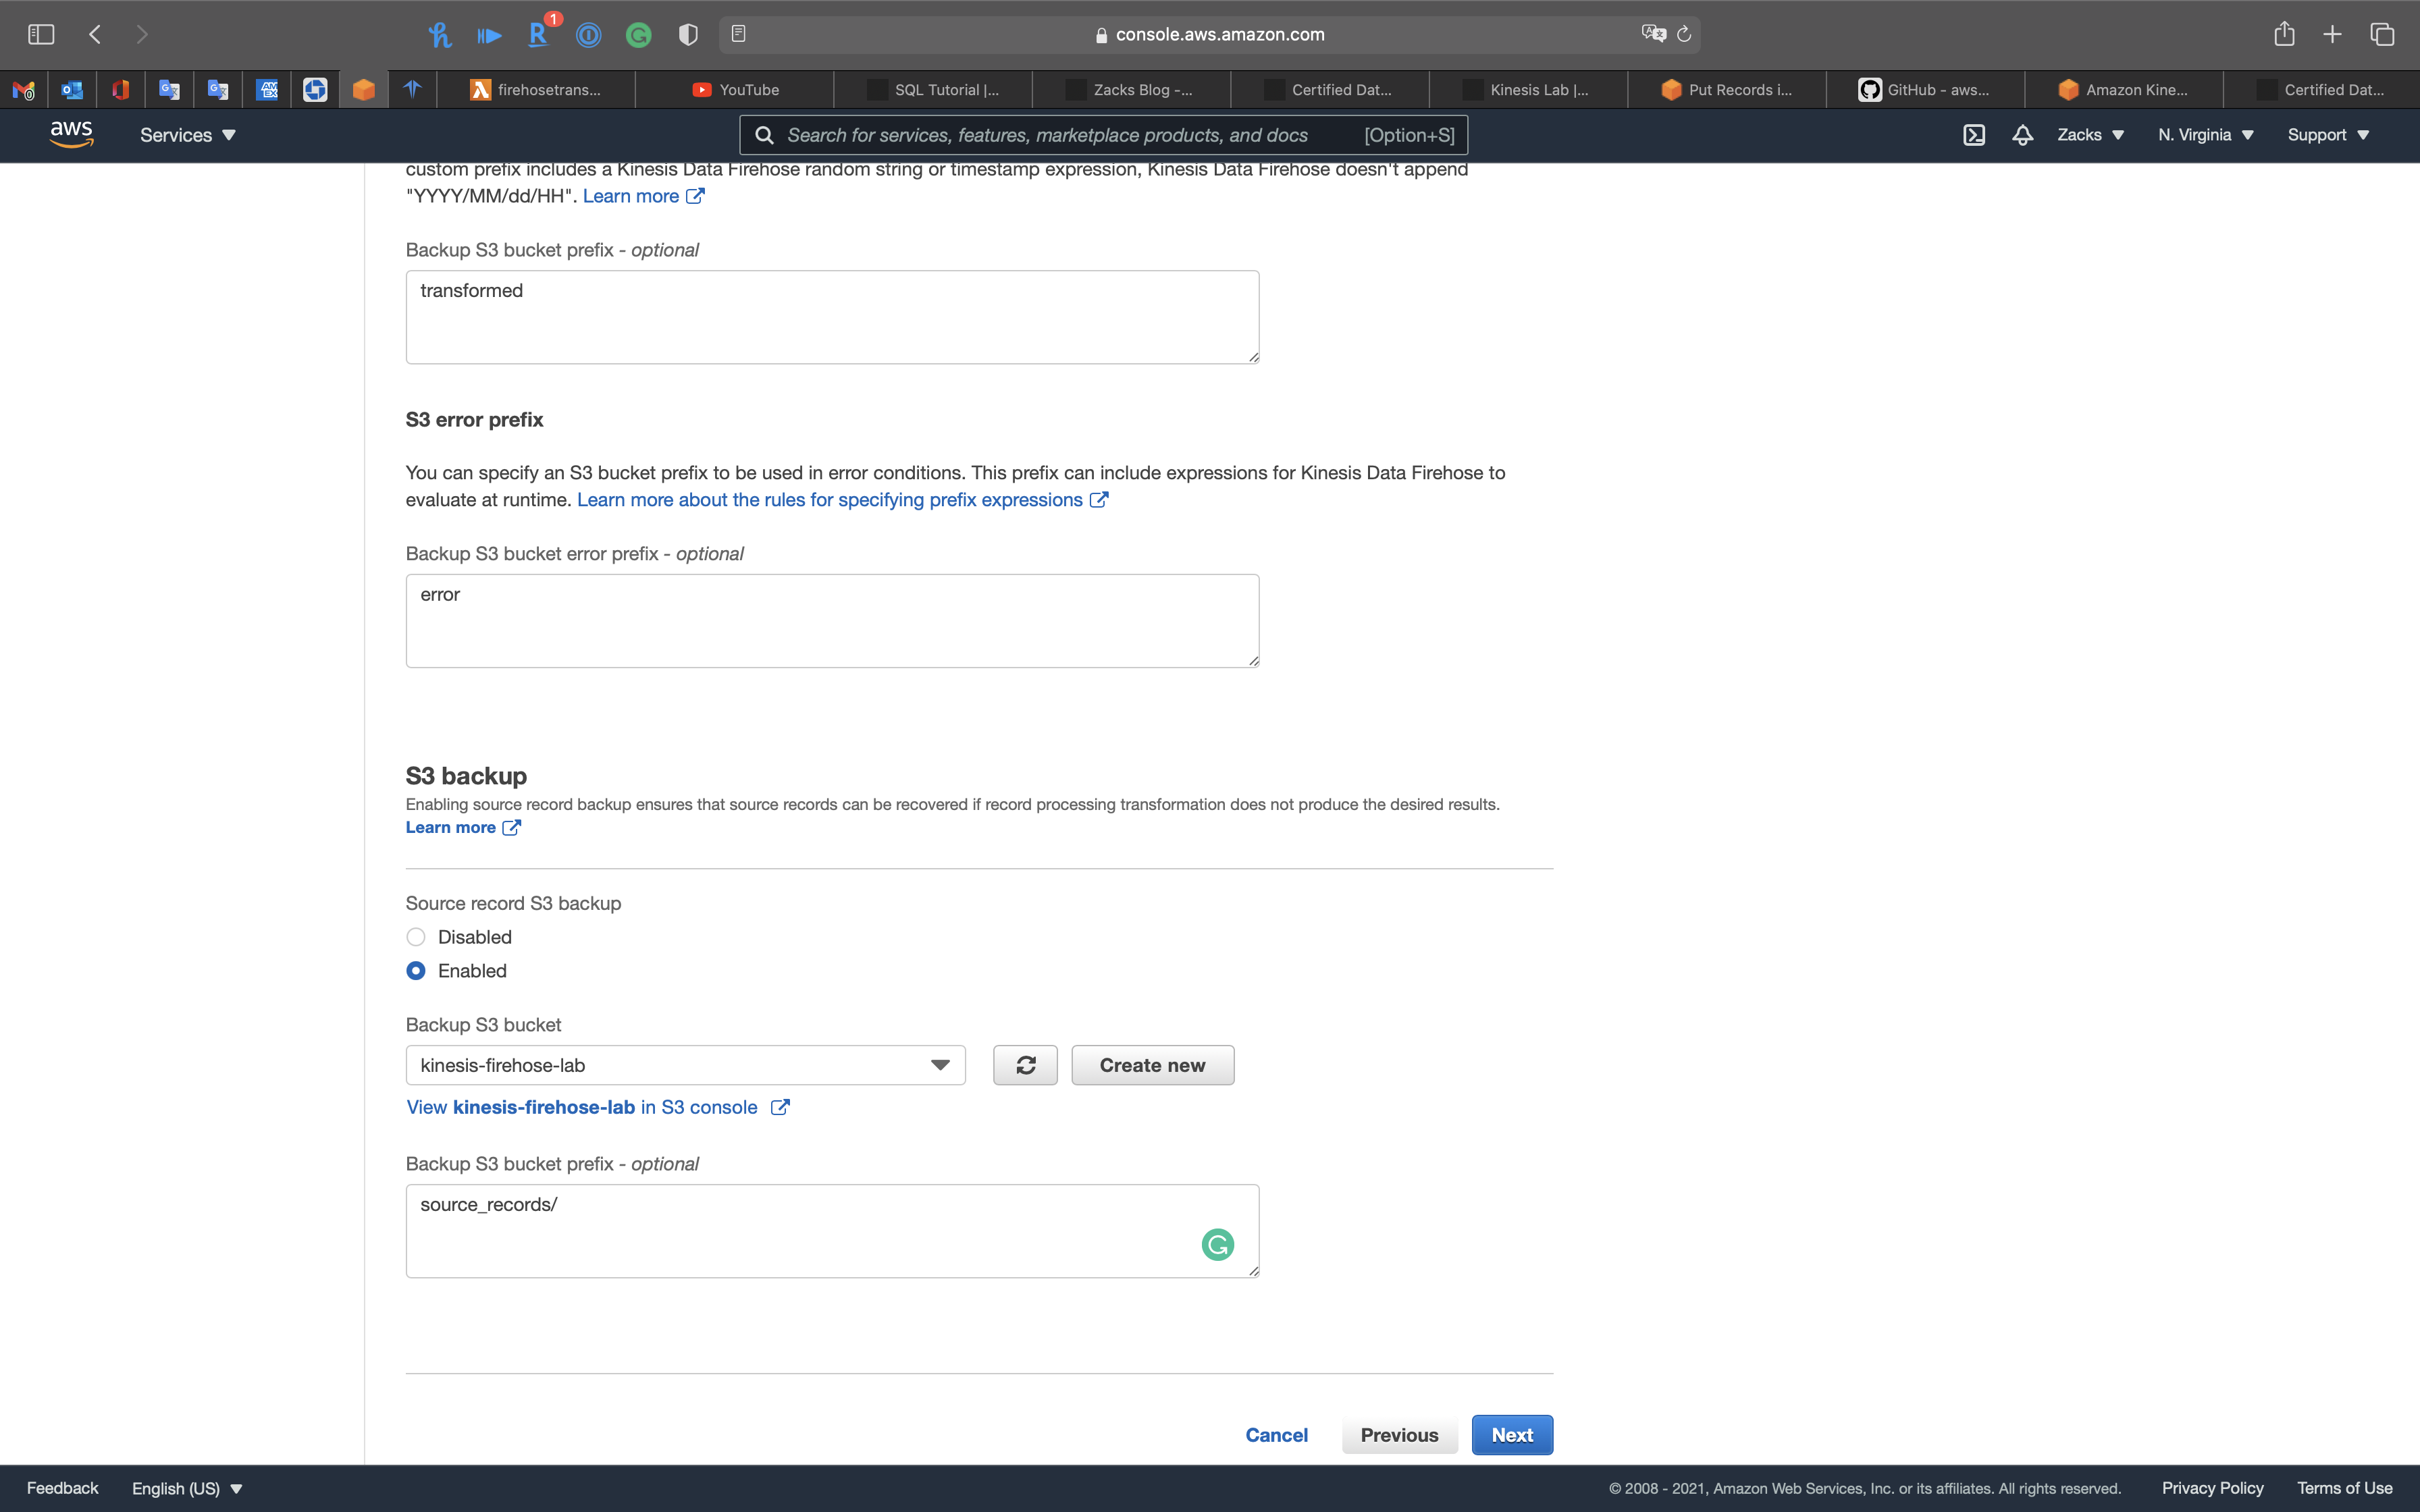 1
console.aws.amazon.com
firehosetrans...
YouTube
SQL Tutorial |...
Zacks Blog -...
Certified Dat...
Kinesis Lab |...
Put Records i...
GitHub - aws...
Amazon Kine...
Certified Dat...
aws
Services
Search for services, features, marketplace products, and docs
[Option+S]
Zacks
N. Virginia
Support
custom prefix includes a Kinesis Data Firehose random string or timestamp expression, Kinesis Data Firehose doesn't append
"YYYY/MM/dd/HH". Learn more
Backup S3 bucket prefix - optional
transformed
S3 error prefix
You can specify an S3 bucket prefix to be used in error conditions. This prefix can include expressions for Kinesis Data Firehose to
evaluate at runtime. Learn more about the rules for specifying prefix expressions
Backup S3 bucket error prefix - optional
error
S3 backup
Enabling source record backup ensures that source records can be recovered if record processing transformation does not produce the desired results.
Learn more
Source record S3 backup
Disabled
Enabled
Backup S3 bucket
kinesis-firehose-lab
Create new
View kinesis-firehose-lab in S3 console
Backup S3 bucket prefix - optional
source_records/
Cancel
Previous
Next
Feedback
English (US)
© 2008 - 2021, Amazon Web Services, Inc. or its affiliates. All rights reserved.
Privacy Policy
Terms of Use